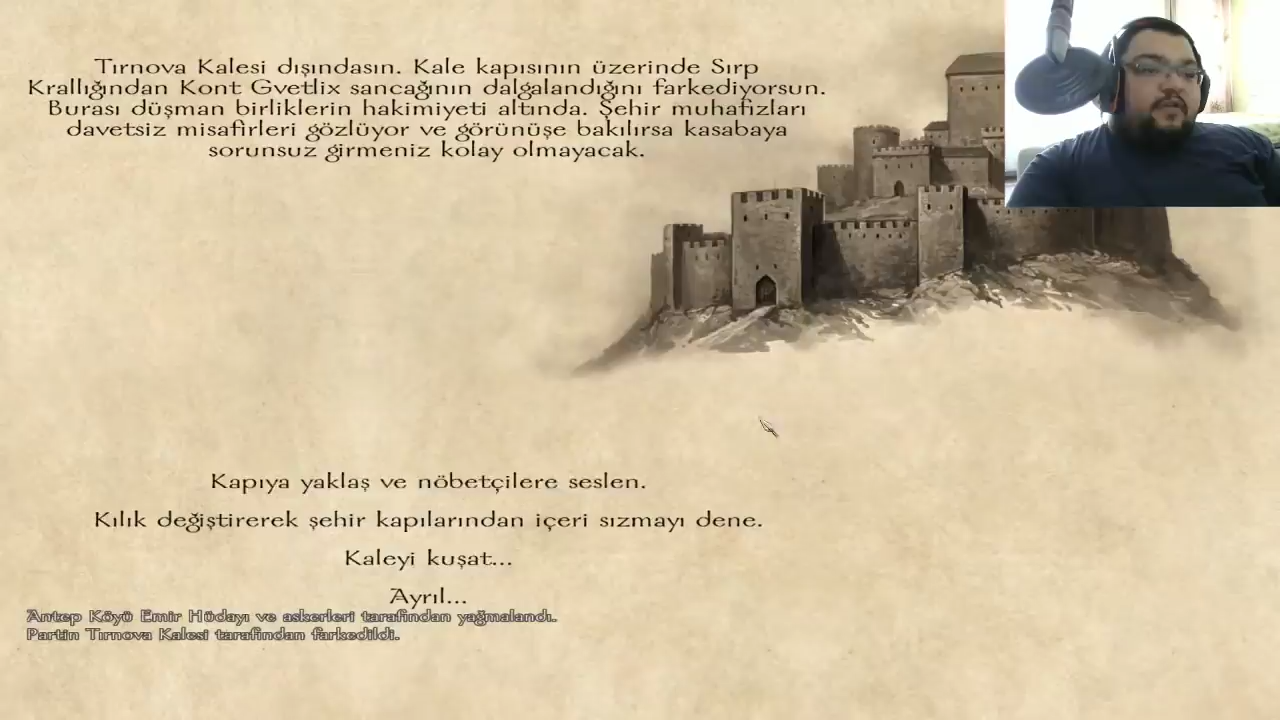 Tırnova Kalesi dışındasın. Kale kapısının üzerinde Sırp
Krallığından Kont Gvetlix sancağının dalgalandığını farkediyorsun.
Burası düşman birliklerin hakimiyeti altında. Şehir muhafızları
davetsiz misafirleri gözlüyor ve görünüşe bakılırsa kasabaya
sorunsuz girmeniz kolay olmayacak.
Kapıya yaklaş ve nöbetçilere seslen.
Kılık değiştirerek şehir kapılarından içeri sızmayı dene.
Kaleyi kuşat...
Ayrıl...
Antep Köyü Emir Hüdayı ve askerleri tarafından yağmalandı.
Partin Tırnova Kalesi tarafından farkedildi.